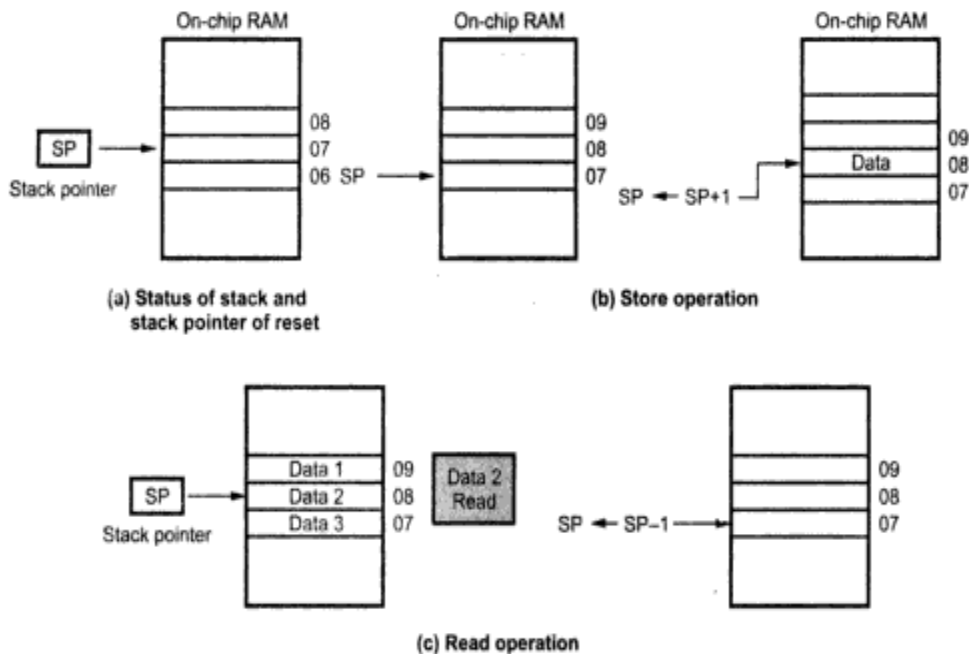 On-chip RAM
On-chip RAM
On-chip RAM
08
07
06
SP
Stack pointer
SP
09
08
07
SP SP+1
Data
09
08
07
(a) Status of stack and
stack pointer of reset
(b) Store operation
SP
Stack pointer
Data 1
Data 2
Data 3
09
08
07
Data 2
Read
SP SP–1
09
08
07
(c) Read operation